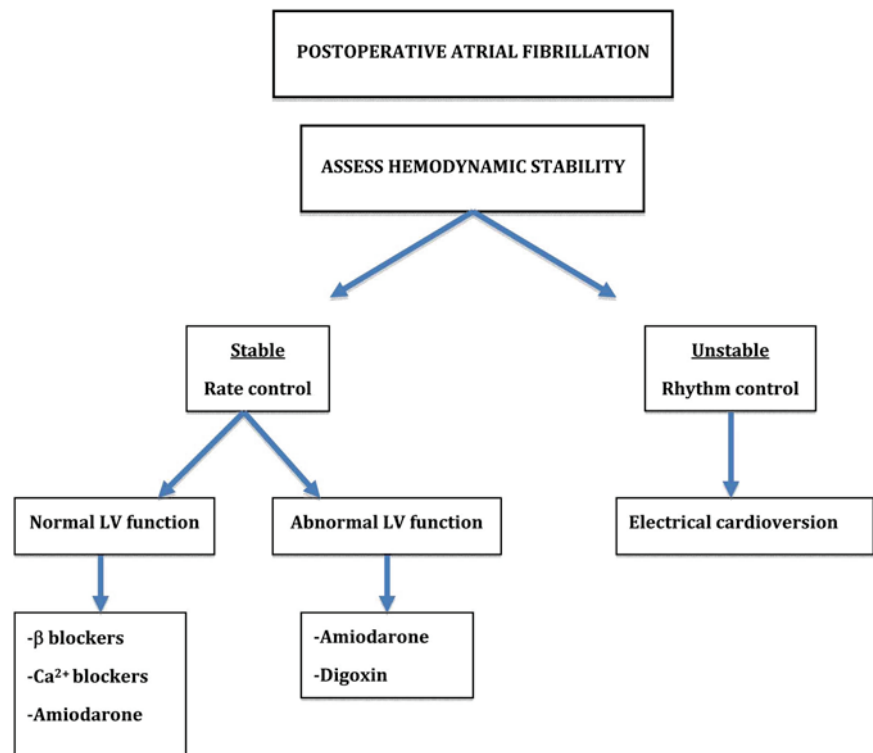 POSTOPERATIVE ATRIAL FIBRILLATION
ASSESS HEMODYNAMIC STABILITY
Stable
Rate control
Unstable
Rhythm control
Normal LV function
Abnormal LV function
Electrical cardioversion
-β blockers
-Ca²⁺ blockers
-Amiodarone
-Amiodarone
-Digoxin